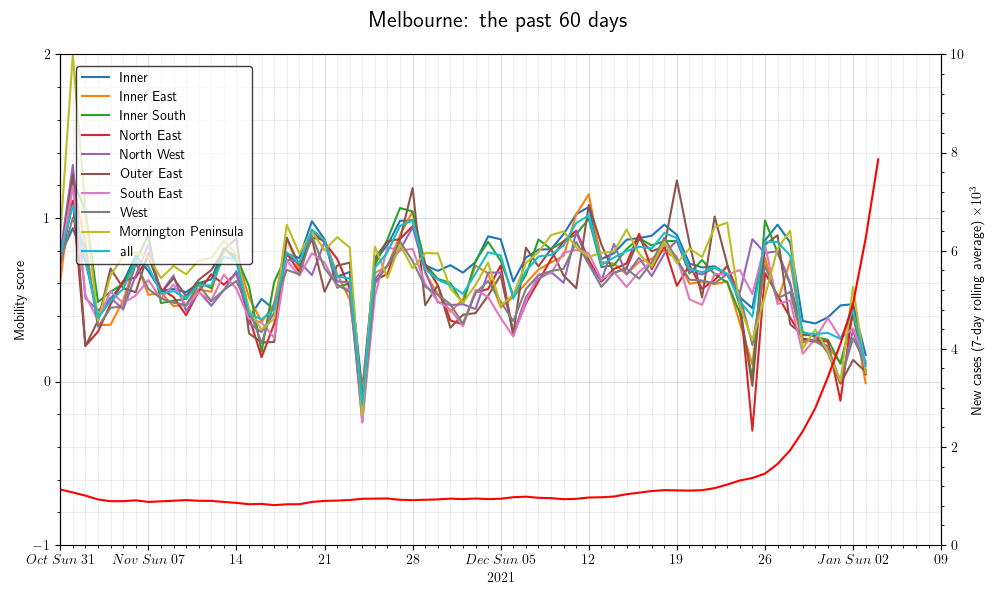 Melbourne: the past 60 days
Mobility score
2
1
0
−1
Inner
Inner East
Inner South
North East
North West
Outer East
South East
West
Mornington Peninsula
all
10
8
6
4
2
0
New cases (7-day rolling average) ×10³
Oct Sun 31 Nov Sun 07 14 21 28 Dec Sun 05 12 19 26 Jan Sun 02 09
2021